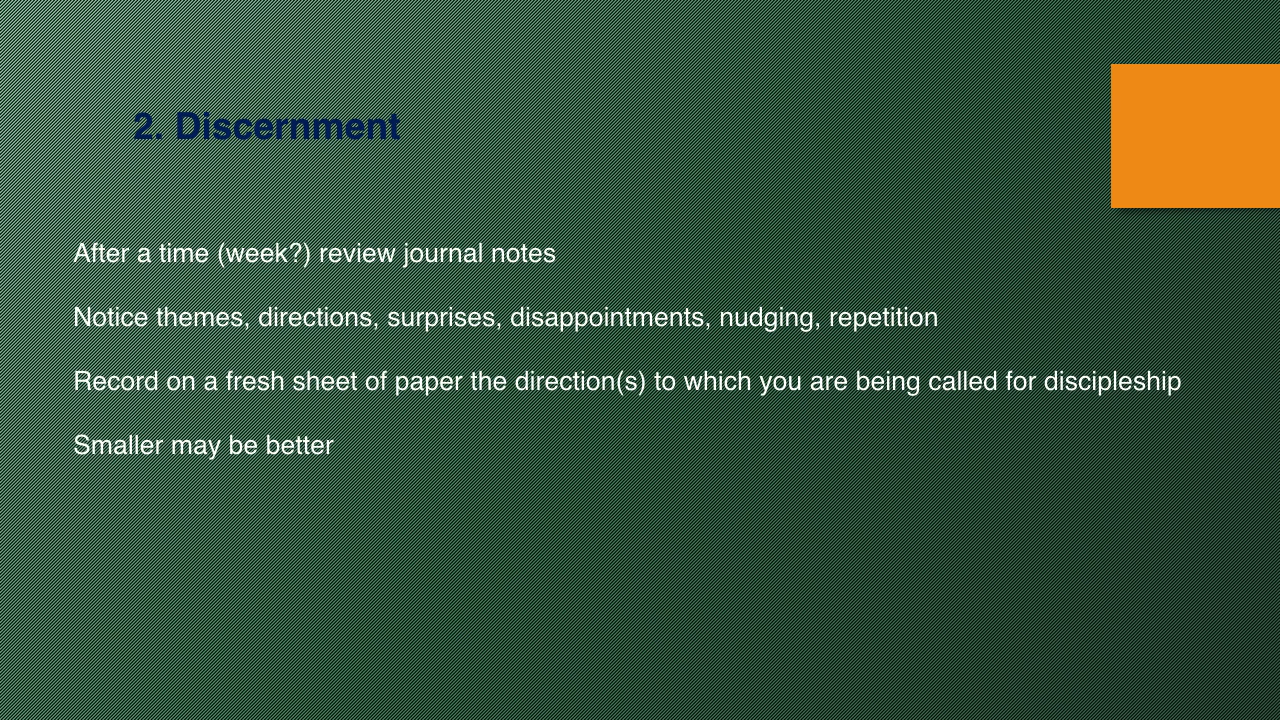 2. Discernment
After a time (week?) review journal notes
Notice themes, directions, surprises, disappointments, nudging, repetition
Record on a fresh sheet of paper the direction(s) to which you are being called for discipleship
Smaller may be better